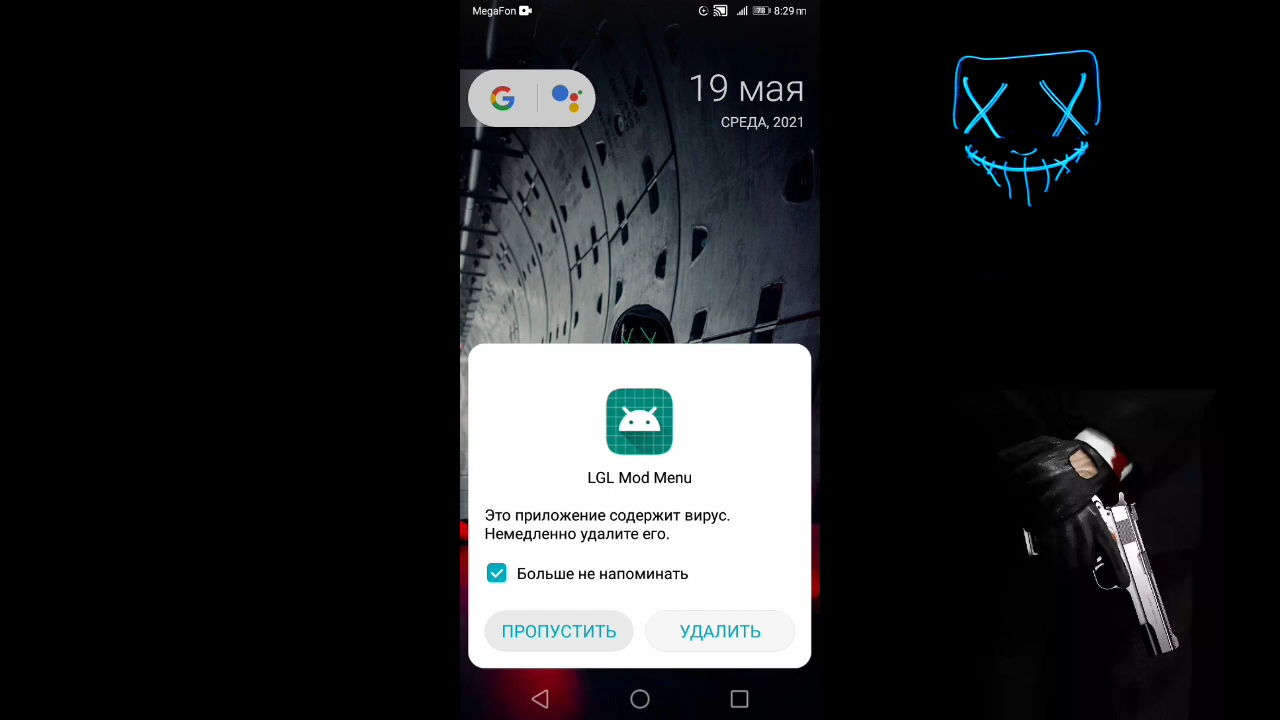 MegaFon
78 8:29 пп
19 мая
СРЕДА, 2021
LGL Mod Menu
Это приложение содержит вирус.
Немедленно удалите его.
Больше не напоминать
ПРОПУСТИТЬ
УДАЛИТЬ